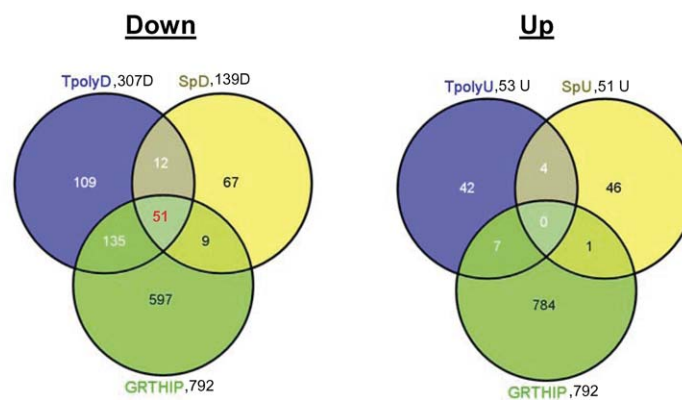 Down
Up
TpolyD,307D
SpD,139D
TpolyU,53 U
SpU,51 U
109
12
67
51
135
9
597
42
4
46
0
7
1
784
GRTHIP,792
GRTHIP,792